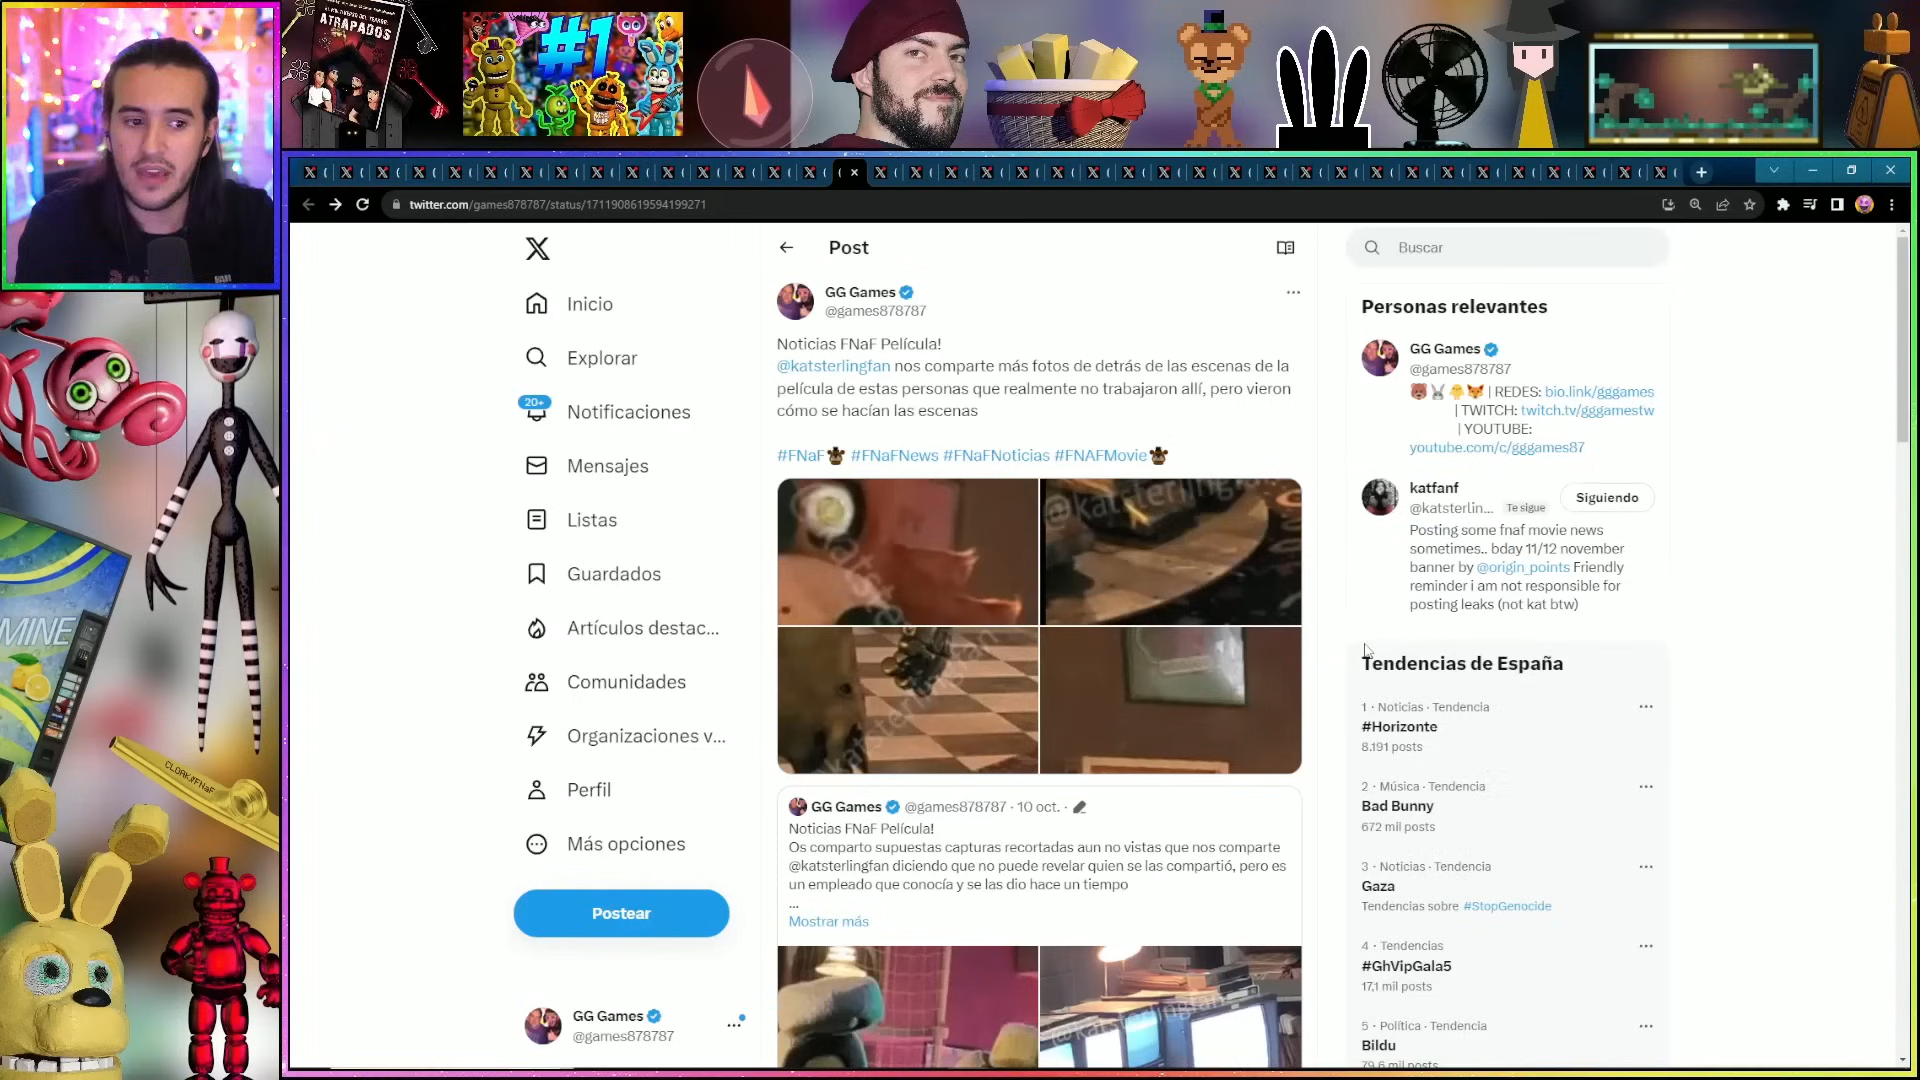 ATRAPADOS
#1
MINE
CLOAK//FNaF
twitter.com/games878787/status/1711908619594199271
Inicio
Explorar
20+
Notificaciones
Mensajes
Listas
Guardados
Artículos destac...
Comunidades
Organizaciones v...
Perfil
Más opciones
Postear
GG Games
@games878787
Post
GG Games
@games878787
Noticias FNaF Película!
@katsterlingfan nos comparte más fotos de detrás de las escenas de la
película de estas personas que realmente no trabajaron allí, pero vieron
cómo se hacían las escenas
#FNaF #FNaFNews #FNaFNoticias #FNAFMovie
@katsterlingfan
GG Games @games878787 · 10 oct. ·
Noticias FNaF Película!
Os comparto supuestas capturas recortadas aun no vistas que nos comparte
@katsterlingfan diciendo que no puede revelar quien se las compartió, pero es
un empleado que conocía y se las dio hace un tiempo
...
Mostrar más
@katsterlingfan
Buscar
Personas relevantes
GG Games
@games878787
| REDES: bio.link/gggames
| TWITCH: twitch.tv/gggamestw
| YOUTUBE:
youtube.com/c/gggames87
katfanf
@katsterlin... Te sigue
Siguiendo
Posting some fnaf movie news
sometimes.. bday 11/12 november
banner by @origin_points Friendly
reminder i am not responsible for
posting leaks (not kat btw)
Tendencias de España
1 · Noticias · Tendencia
#Horizonte
8.191 posts
2 · Música · Tendencia
Bad Bunny
672 mil posts
3 · Noticias · Tendencia
Gaza
Tendencias sobre #StopGenocide
4 · Tendencias
#GhVipGala5
17,1 mil posts
5 · Política · Tendencia
Bildu
79,6 mil posts